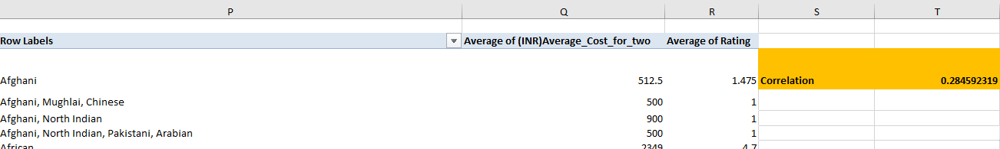 P Q R S T
Row Labels Average of (INR)Average_Cost_for_two Average of Rating
Afghani 512.5 1.475 Correlation 0.284592319
Afghani, Mughlai, Chinese 500 1
Afghani, North Indian 900 1
Afghani, North Indian, Pakistani, Arabian 500 1
African 2349 4.7